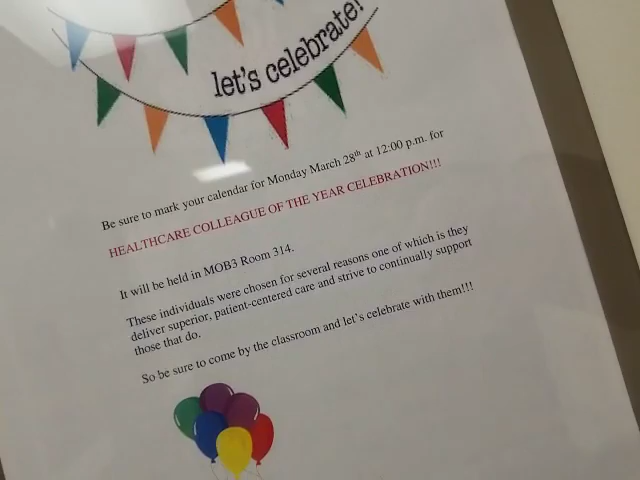 let's celebrate!
Be sure to mark your calendar for Monday March 28th at 12:00 p.m. for
HEALTHCARE COLLEAGUE OF THE YEAR CELEBRATION!!!
It will be held in MOB3 Room 314.
These individuals were chosen for several reasons one of which is they
deliver superior, patient-centered care and strive to continually support
those that do.
So be sure to come by the classroom and let's celebrate with them!!!